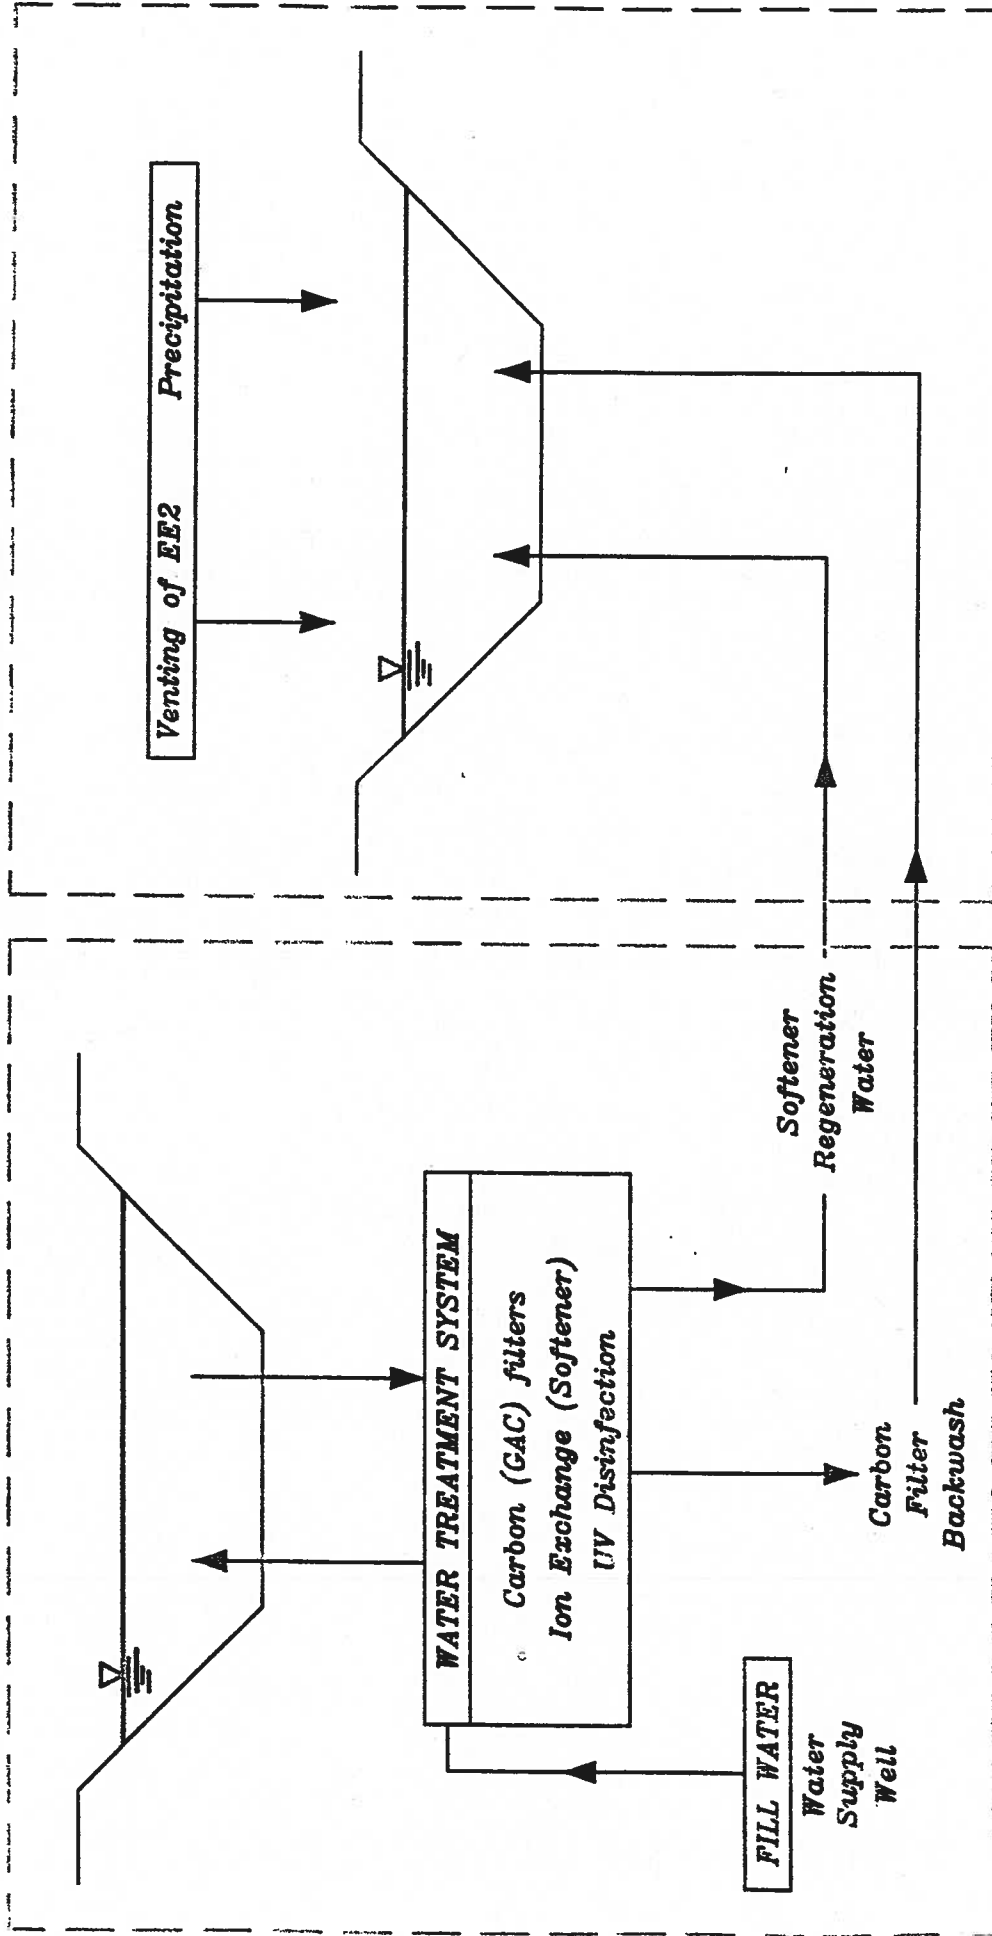 WATER TREATMENT SYSTEM
Carbon (GAC) filters
Ion Exchange (Softener)
UV Disinfection
FILL WATER
Water
Supply
Well
Carbon
Filter
Backwash
Softener
Regeneration
Water
Venting of EE2 Precipitation